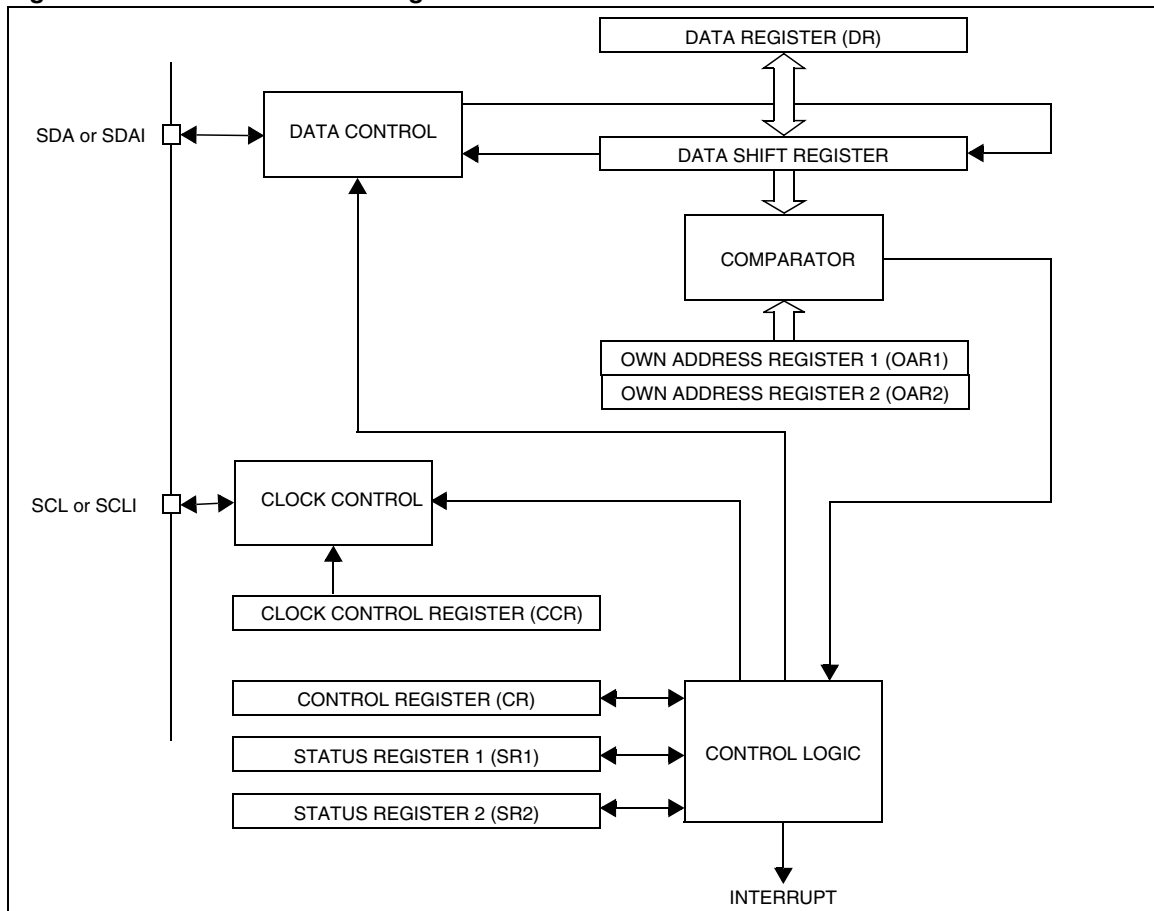 DATA REGISTER (DR)
SDA or SDAI
DATA CONTROL
DATA SHIFT REGISTER
COMPARATOR
OWN ADDRESS REGISTER 1 (OAR1)
OWN ADDRESS REGISTER 2 (OAR2)
SCL or SCLI
CLOCK CONTROL
CLOCK CONTROL REGISTER (CCR)
CONTROL REGISTER (CR)
STATUS REGISTER 1 (SR1)
CONTROL LOGIC
STATUS REGISTER 2 (SR2)
INTERRUPT